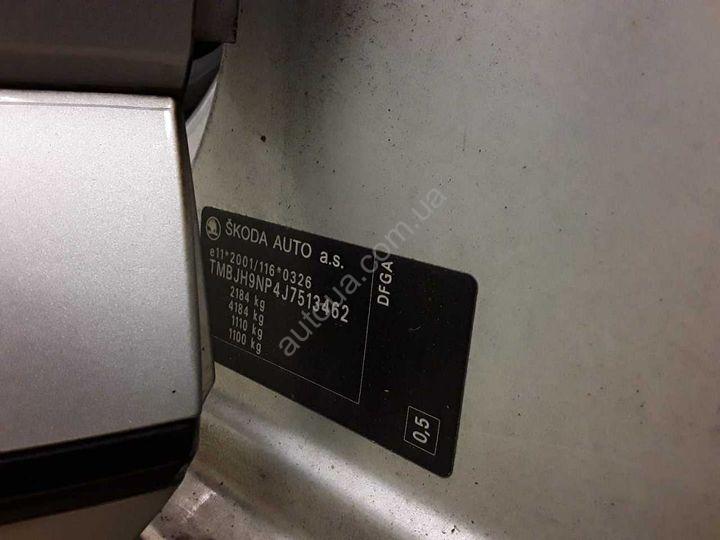 ŠKODA AUTO a.s.
e11*2001/116*0326
TMBJH9NP4J7513462
2184 kg
4184 kg
1110 kg
1100 kg
DFGA
0,5
autoua.com.ua